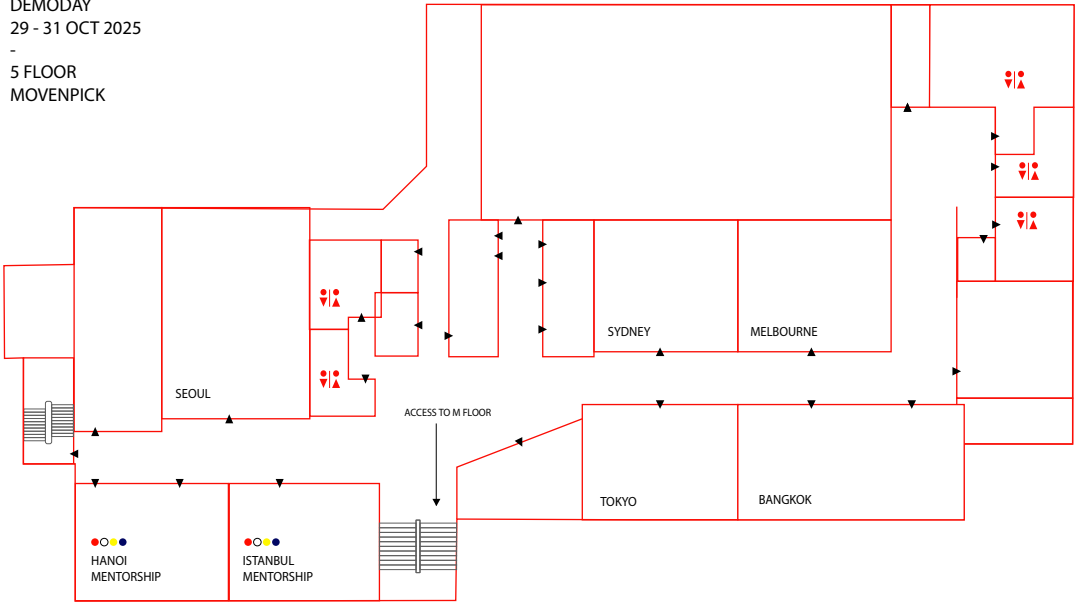 DEMODAY
29 - 31 OCT 2025
-
5 FLOOR
MOVENPICK
SYDNEY
MELBOURNE
SEOUL
ACCESS TO M FLOOR
TOKYO
BANGKOK
HANOI
MENTORSHIP
ISTANBUL
MENTORSHIP